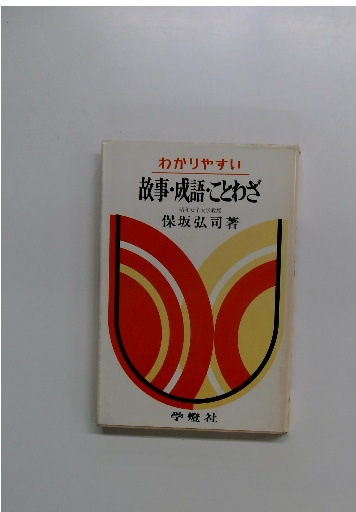 わかりやすい
故事・成語・ことわざ
保坂弘司著
学燈社